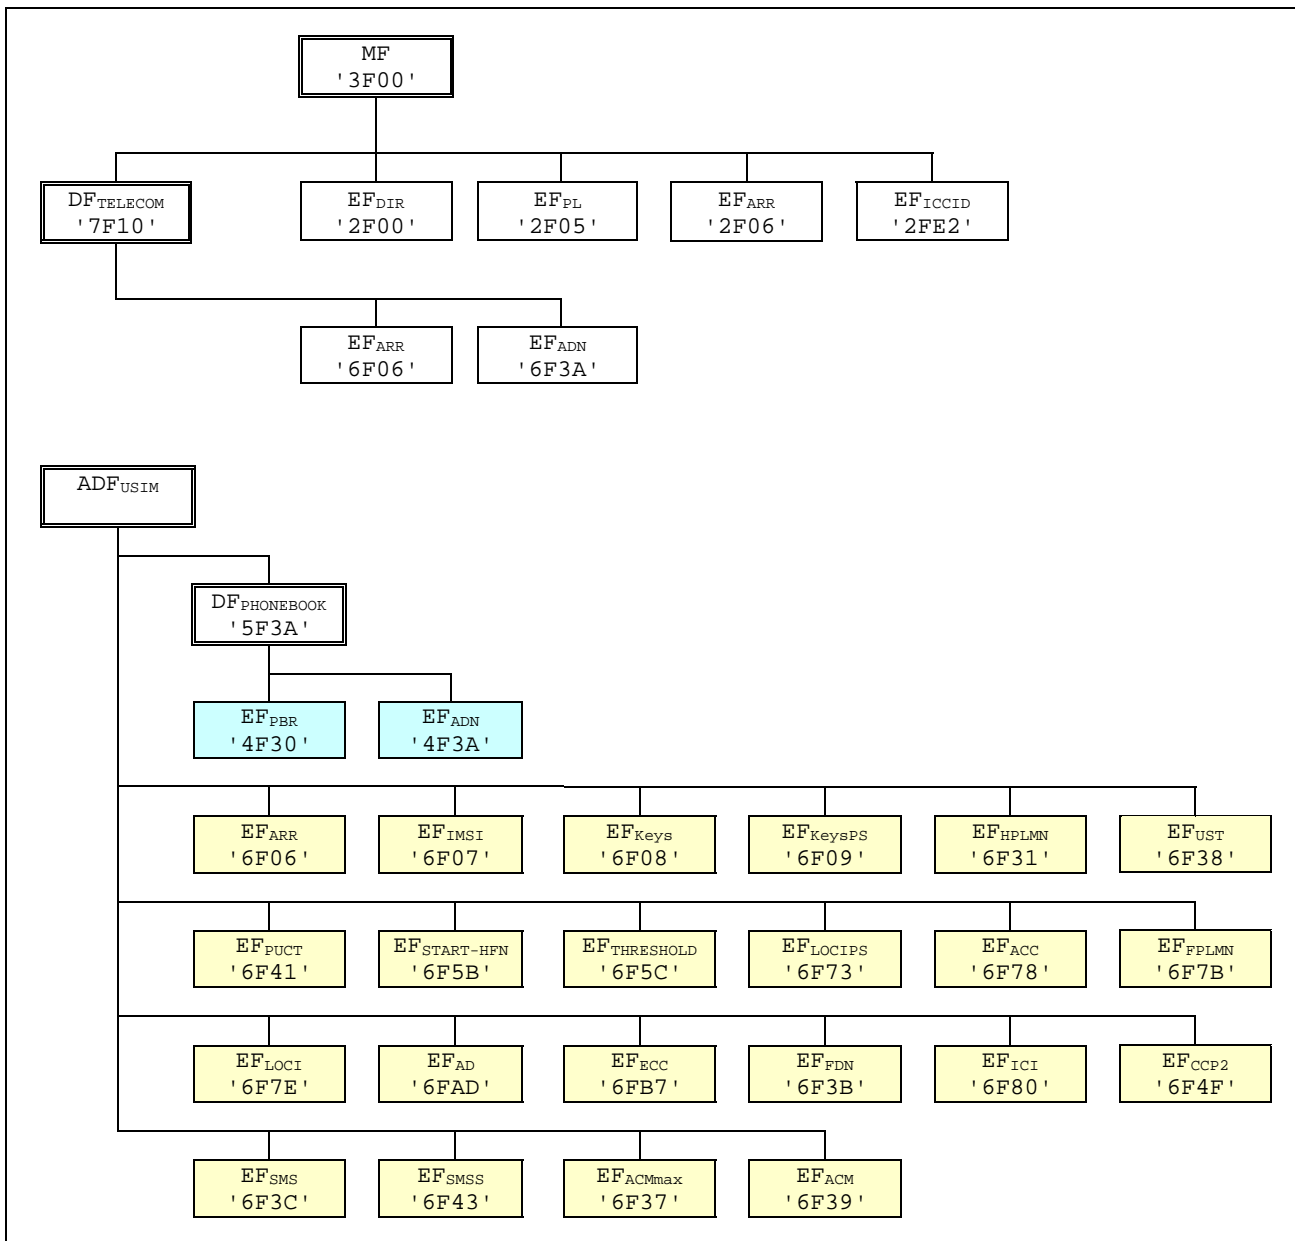 MF
'3F00'
DFTELECOM
'7F10'
EFDIR
'2F00'
EFPL
'2F05'
EFARR
'2F06'
EFICCID
'2FE2'
EFARR
'6F06'
EFADN
'6F3A'
ADFUSIM
DFPHONEBOOK
'5F3A'
EFPBR
'4F30'
EFADN
'4F3A'
EFARR
'6F06'
EFIMSI
'6F07'
EFKeys
'6F08'
EFKeysPS
'6F09'
EFHPLMN
'6F31'
EFUST
'6F38'
EFPUCT
'6F41'
EFSTART-HFN
'6F5B'
EFTHRESHOLD
'6F5C'
EFLOCIPS
'6F73'
EFACC
'6F78'
EFFPLMN
'6F7B'
EFLOCI
'6F7E'
EFAD
'6FAD'
EFECC
'6FB7'
EFFDN
'6F3B'
EFICI
'6F80'
EFCCP2
'6F4F'
EFSMS
'6F3C'
EFSMSS
'6F43'
EFACMmax
'6F37'
EFACM
'6F39'